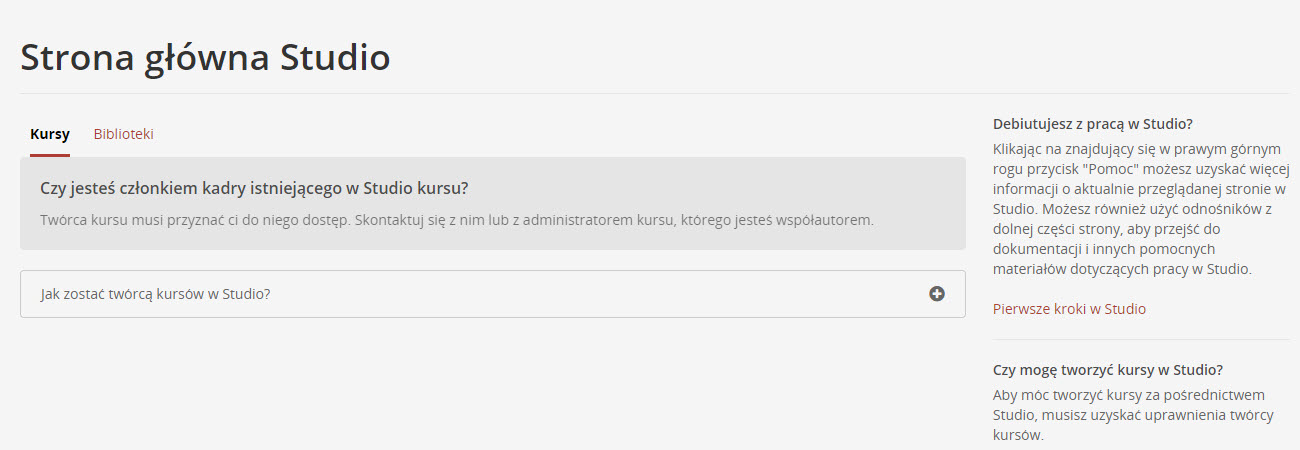 Strona główna Studio
Kursy
Biblioteki
Czy jesteś członkiem kadry istniejącego w Studio kursu?
Twórca kursu musi przyznać ci do niego dostęp. Skontaktuj się z nim lub z administratorem kursu, którego jesteś współautorem.
Jak zostać twórcą kursów w Studio?
Debiutujesz z pracą w Studio?
Klikając na znajdujący się w prawym górnym
rogu przycisk "Pomoc" możesz uzyskać więcej
informacji o aktualnie przeglądanej stronie w
Studio. Możesz również użyć odnośników z
dolnej części strony, aby przejść do
dokumentacji i innych pomocnych
materiałów dotyczących pracy w Studio.
Pierwsze kroki w Studio
Czy mogę tworzyć kursy w Studio?
Aby móc tworzyć kursy za pośrednictwem
Studio, musisz uzyskać uprawnienia twórcy
kursów.